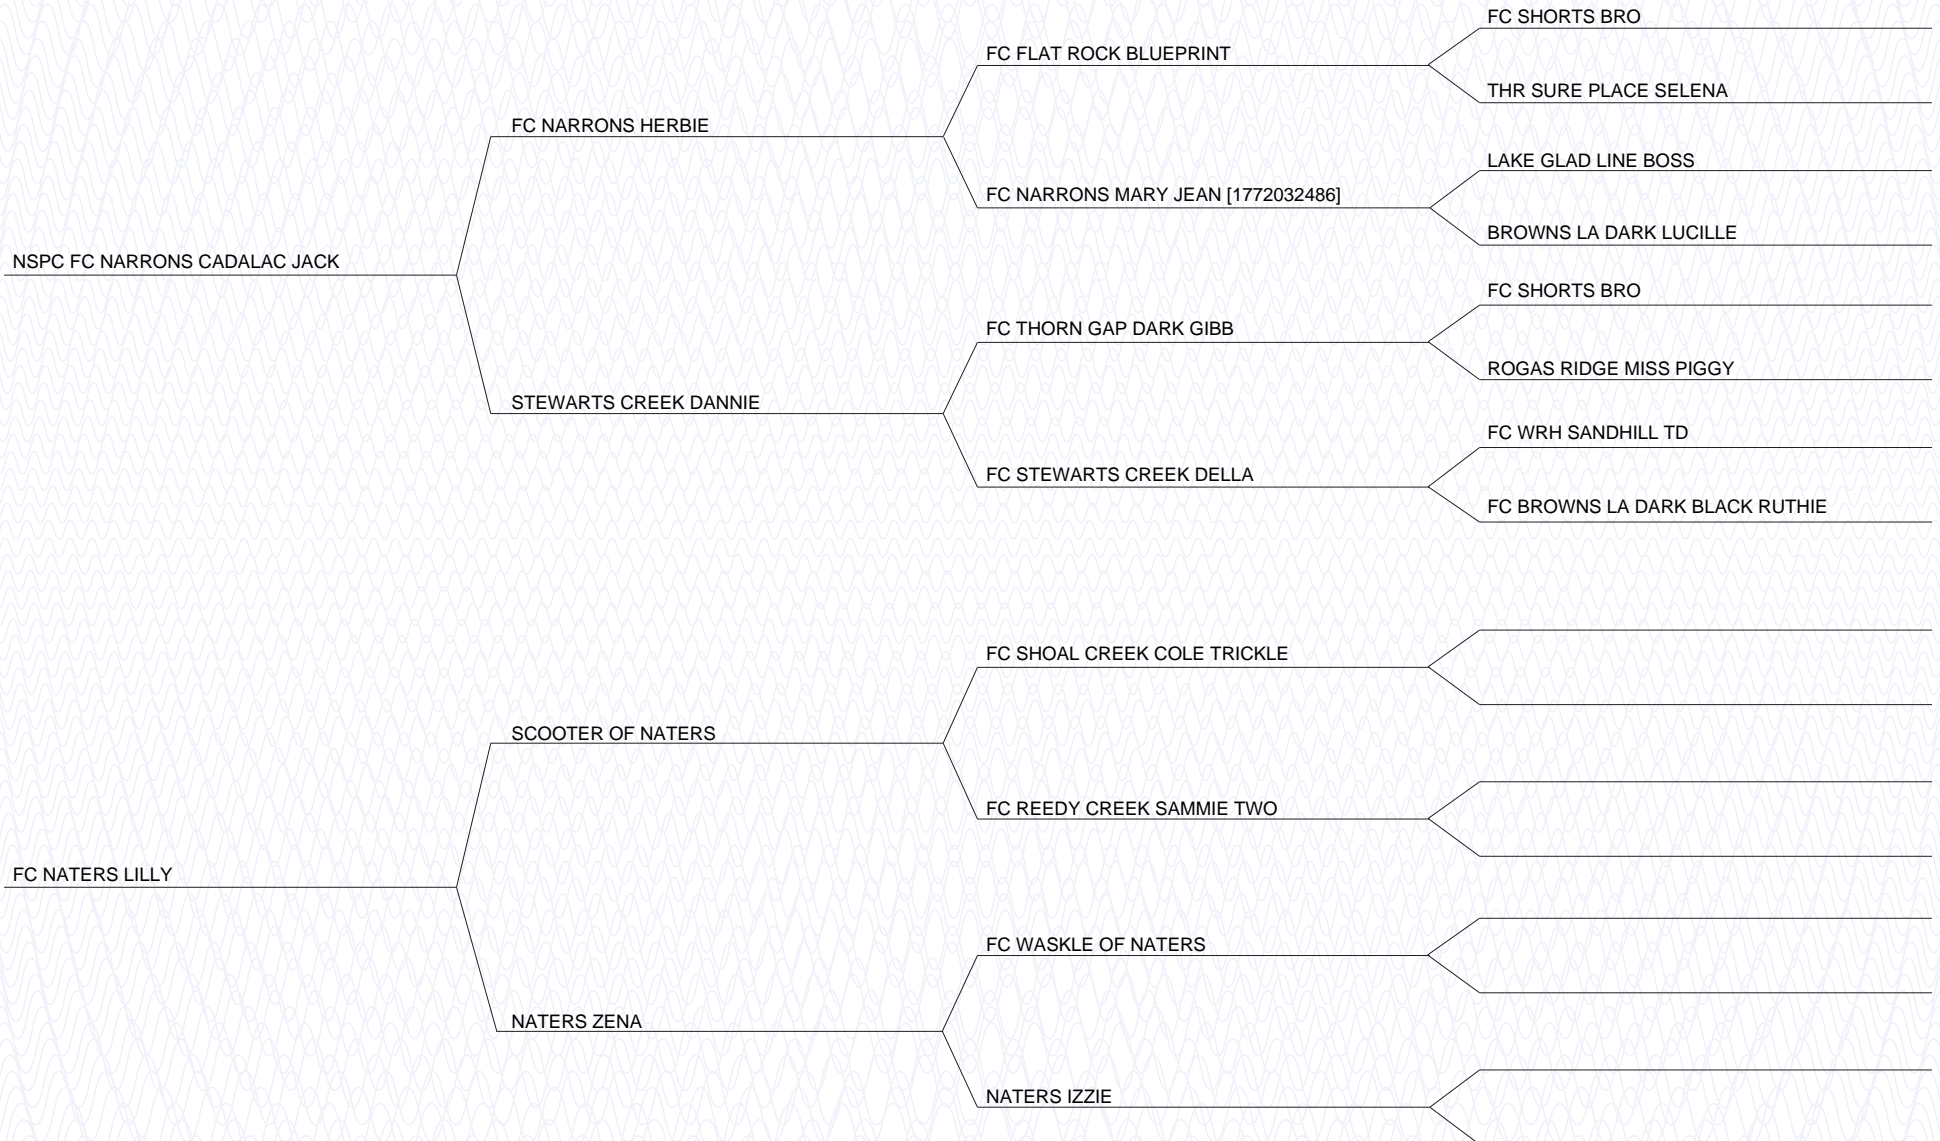 FC SHORTS BRO
FC FLAT ROCK BLUEPRINT
THR SURE PLACE SELENA
FC NARRONS HERBIE
LAKE GLAD LINE BOSS
FC NARRONS MARY JEAN [1772032486]
BROWNS LA DARK LUCILLE
NSPC FC NARRONS CADALAC JACK
FC SHORTS BRO
FC THORN GAP DARK GIBB
ROGAS RIDGE MISS PIGGY
STEWARTS CREEK DANNIE
FC WRH SANDHILL TD
FC STEWARTS CREEK DELLA
FC BROWNS LA DARK BLACK RUTHIE
FC SHOAL CREEK COLE TRICKLE
SCOOTER OF NATERS
FC REEDY CREEK SAMMIE TWO
FC NATERS LILLY
FC WASKLE OF NATERS
NATERS ZENA
NATERS IZZIE